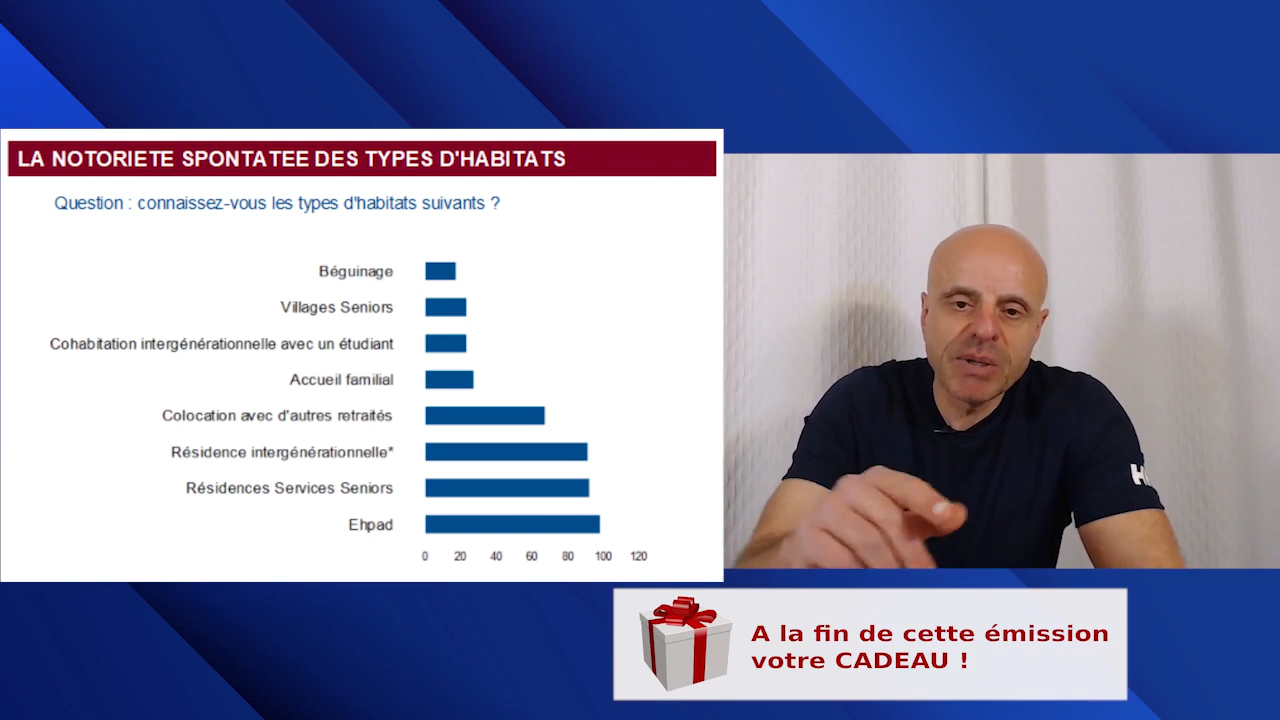 LA NOTORIETE SPONTATEE DES TYPES D'HABITATS
Question : connaissez-vous les types d'habitats suivants ?
Béguinage
Villages Seniors
Cohabitation intergénérationnelle avec un étudiant
Accueil familial
Colocation avec d'autres retraités
Résidence intergénérationnelle*
Résidences Services Seniors
Ehpad
0 20 40 60 80 100 120
A la fin de cette émission
votre CADEAU !